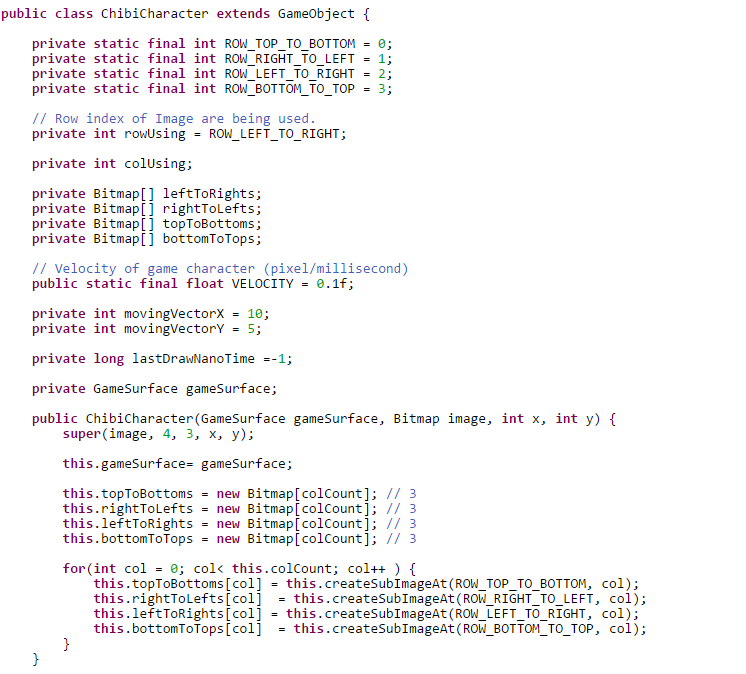 public class ChibiCharacter extends GameObject {
private static final int ROW_TOP_TO_BOTTOM = 0;
private static final int ROW_RIGHT_TO_LEFT = 1;
private static final int ROW_LEFT_TO_RIGHT = 2;
private static final int ROW_BOTTOM_TO_TOP = 3;
// Row index of Image are being used.
private int rowUsing = ROW_LEFT_TO_RIGHT;
private int colUsing;
private Bitmap[] leftToRights;
private Bitmap[] rightToLefts;
private Bitmap[] topToBottoms;
private Bitmap[] bottomToTops;
// Velocity of game character (pixel/millisecond)
public static final float VELOCITY = 0.1f;
private int movingVectorX = 10;
private int movingVectorY = 5;
private long lastDrawNanoTime =-1;
private GameSurface gameSurface;
public ChibiCharacter(GameSurface gameSurface, Bitmap image, int x, int y) {
super(image, 4, 3, x, y);
this.gameSurface= gameSurface;
this.topToBottoms = new Bitmap[colCount]; // 3
this.rightToLefts = new Bitmap[colCount]; // 3
this.leftToRights = new Bitmap[colCount]; // 3
this.bottomToTops = new Bitmap[colCount]; // 3
for(int col = 0; col< this.colCount; col++ ) {
this.topToBottoms[col] = this.createSubImageAt(ROW_TOP_TO_BOTTOM, col);
this.rightToLefts[col]  = this.createSubImageAt(ROW_RIGHT_TO_LEFT, col);
this.leftToRights[col] = this.createSubImageAt(ROW_LEFT_TO_RIGHT, col);
this.bottomToTops[col]  = this.createSubImageAt(ROW_BOTTOM_TO_TOP, col);
}
}